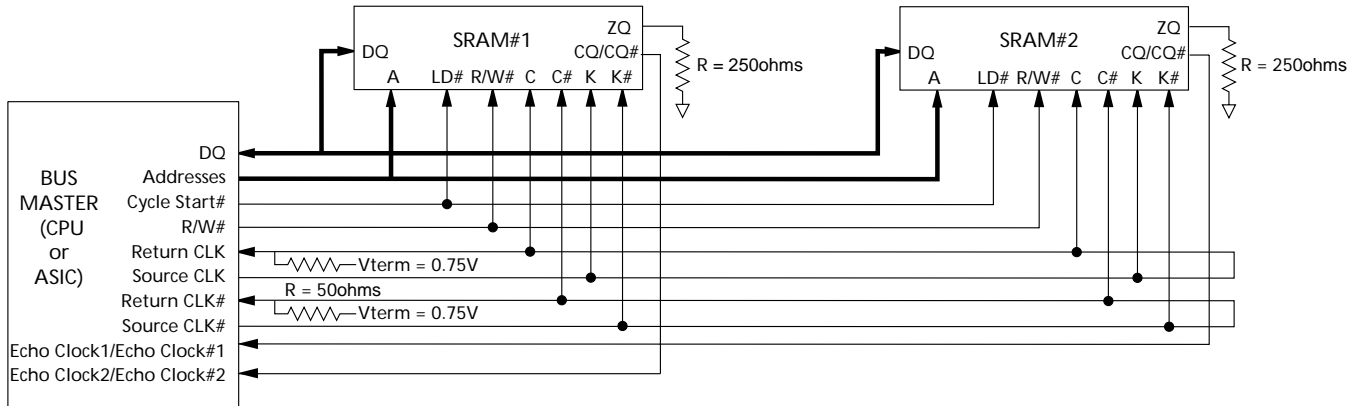 SRAM#1
ZQ
DQ
CQ/CQ#
A LD# R/W# C C# K K#
R = 250ohms
SRAM#2
ZQ
DQ
CQ/CQ#
A LD# R/W# C C# K K#
R = 250ohms
BUS
MASTER
(CPU
or
ASIC)
DQ
Addresses
Cycle Start#
R/W#
Return CLK
Vterm = 0.75V
Source CLK
R = 50ohms
Return CLK#
Vterm = 0.75V
Source CLK#
Echo Clock1/Echo Clock#1
Echo Clock2/Echo Clock#2